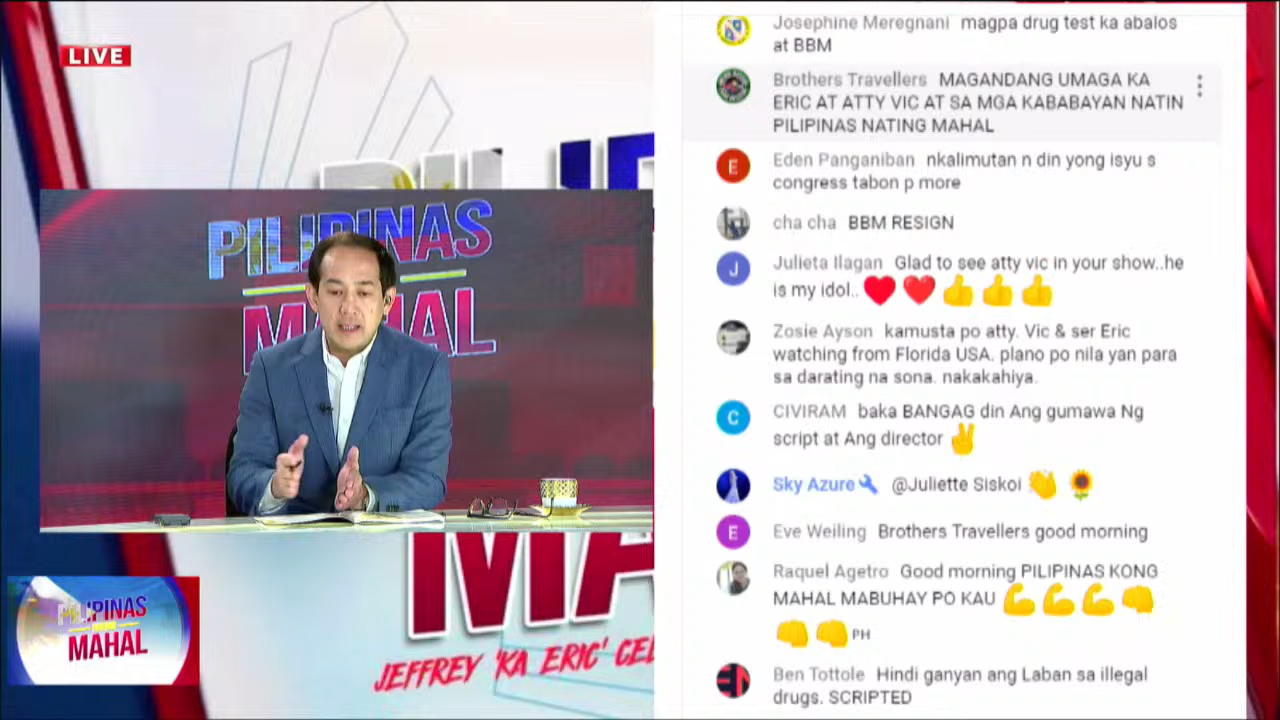 LIVE
PILIPINAS
MAHAL
MA
JEFFREY 'KA ERIC' CEL
PILIPINAS
MAHAL
Josephine Meregnani magpa drug test ka abalos
at BBM
Brothers Travellers MAGANDANG UMAGA KA
ERIC AT ATTY VIC AT SA MGA KABABAYAN NATIN
PILIPINAS NATING MAHAL
E
Eden Panganiban nkalimutan n din yong isyu s
congress tabon p more
cha cha BBM RESIGN
J
Julieta Ilagan Glad to see atty vic in your show..he
is my idol.. ❤️ ❤️ 👍 👍 👍
Zosie Ayson kamusta po atty. Vic & ser Eric
watching from Florida USA. plano po nila yan para
sa darating na sona. nakakahiya.
C
CIVIRAM baka BANGAG din Ang gumawa Ng
script at Ang director ✌️
Sky Azure🔧 @Juliette Siskoi 👏 🌻
E
Eve Weiling Brothers Travellers good morning
Raquel Agetro Good morning PILIPINAS KONG
MAHAL MABUHAY PO KAU 💪 💪 💪 👊
👊 👊 PH
Ben Tottole Hindi ganyan ang Laban sa illegal
drugs. SCRIPTED